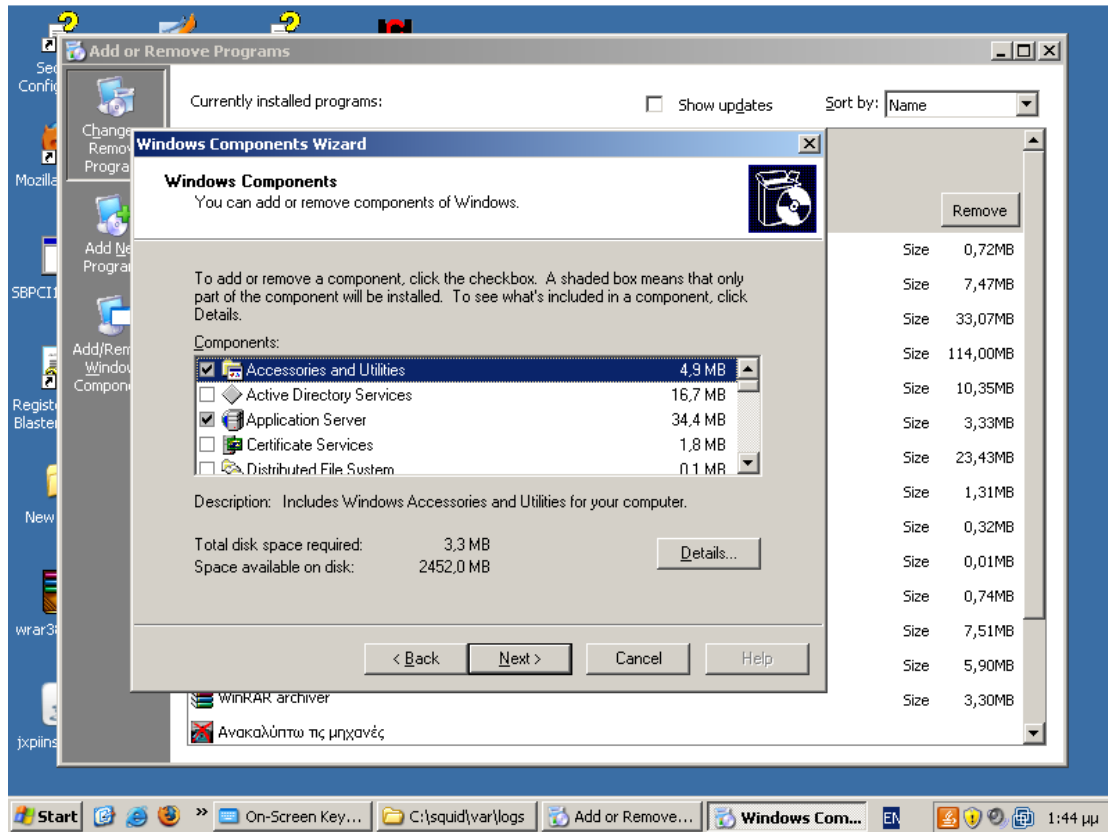 Add or Remove Programs
Currently installed programs:
Show updates
Sort by:
Name
Windows Components Wizard
Windows Components
You can add or remove components of Windows.
Remove
To add or remove a component, click the checkbox. A shaded box means that only
part of the component will be installed. To see what's included in a component, click
Details.
Components:
Accessories and Utilities 4,9 MB
Active Directory Services 16,7 MB
Application Server 34,4 MB
Certificate Services 1,8 MB
Distributed File System 0.1 MB
Description: Includes Windows Accessories and Utilities for your computer.
Total disk space required: 3,3 MB
Space available on disk: 2452,0 MB
Details...
< Back
Next >
Cancel
Help
Size 0,72MB
Size 7,47MB
Size 33,07MB
Size 114,00MB
Size 10,35MB
Size 3,33MB
Size 23,43MB
Size 1,31MB
Size 0,32MB
Size 0,01MB
Size 0,74MB
Size 7,51MB
Size 5,90MB
WinRAR archiver Size 3,30MB
Ανακαλύπτω τις μηχανές
Sec
Config
Mozilla
SBPCI1
Registe
Blaster
New
wrar3
jxpiins
Change
Remov
Progra
Add Ne
Progra
Add/Rem
Window
Compon
Start
»
On-Screen Key...
C:\squid\var\logs
Add or Remove...
Windows Com...
EN
1:44 μμ